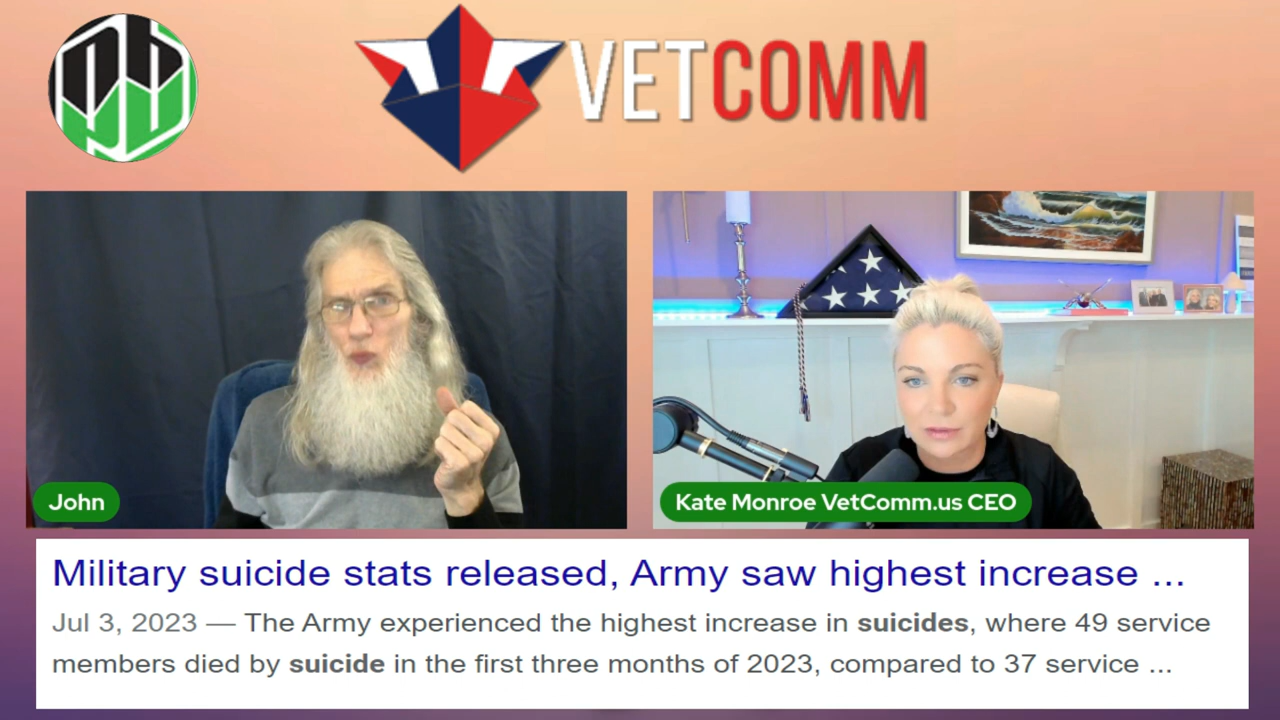 VETCOMM
John
Kate Monroe VetComm.us CEO
Military suicide stats released, Army saw highest increase ...
Jul 3, 2023 — The Army experienced the highest increase in suicides, where 49 service
members died by suicide in the first three months of 2023, compared to 37 service ...